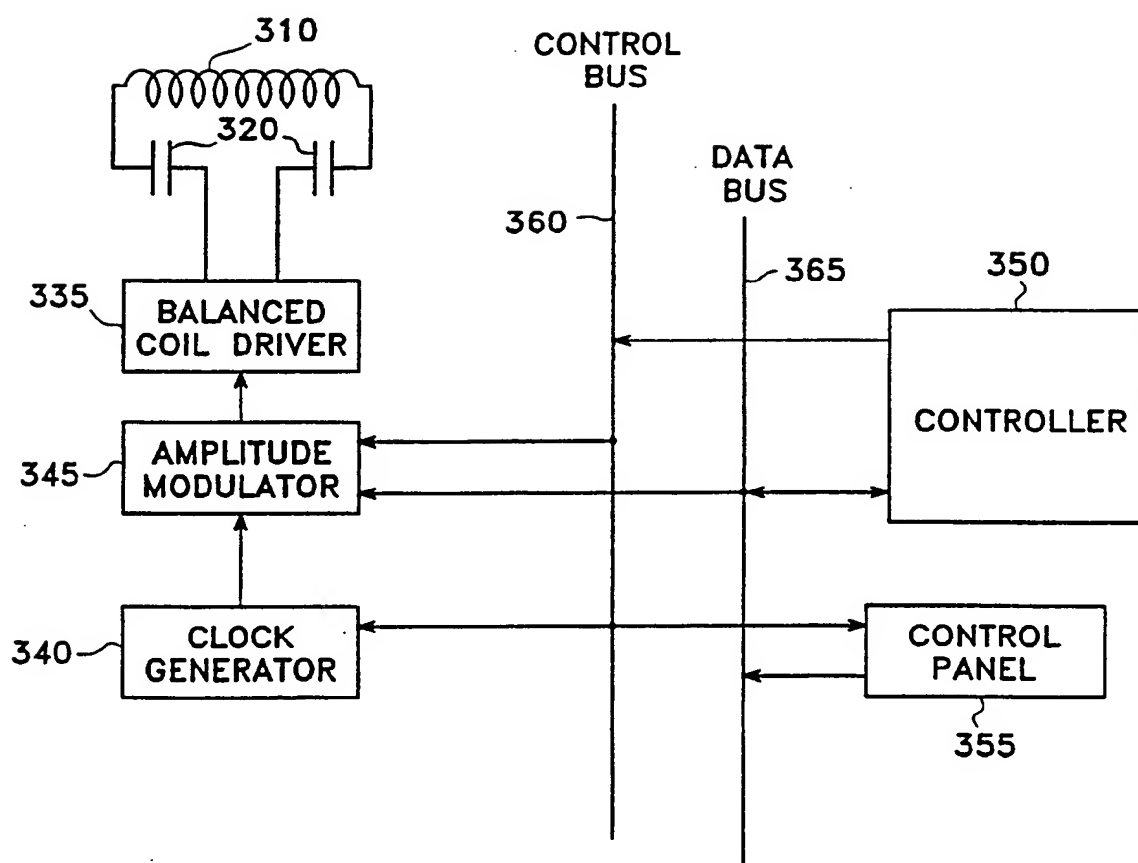 310
CONTROL
BUS
320
DATA
BUS
360
365
350
335
BALANCED
COIL DRIVER
CONTROLLER
345
AMPLITUDE
MODULATOR
340
CLOCK
GENERATOR
CONTROL
PANEL
355